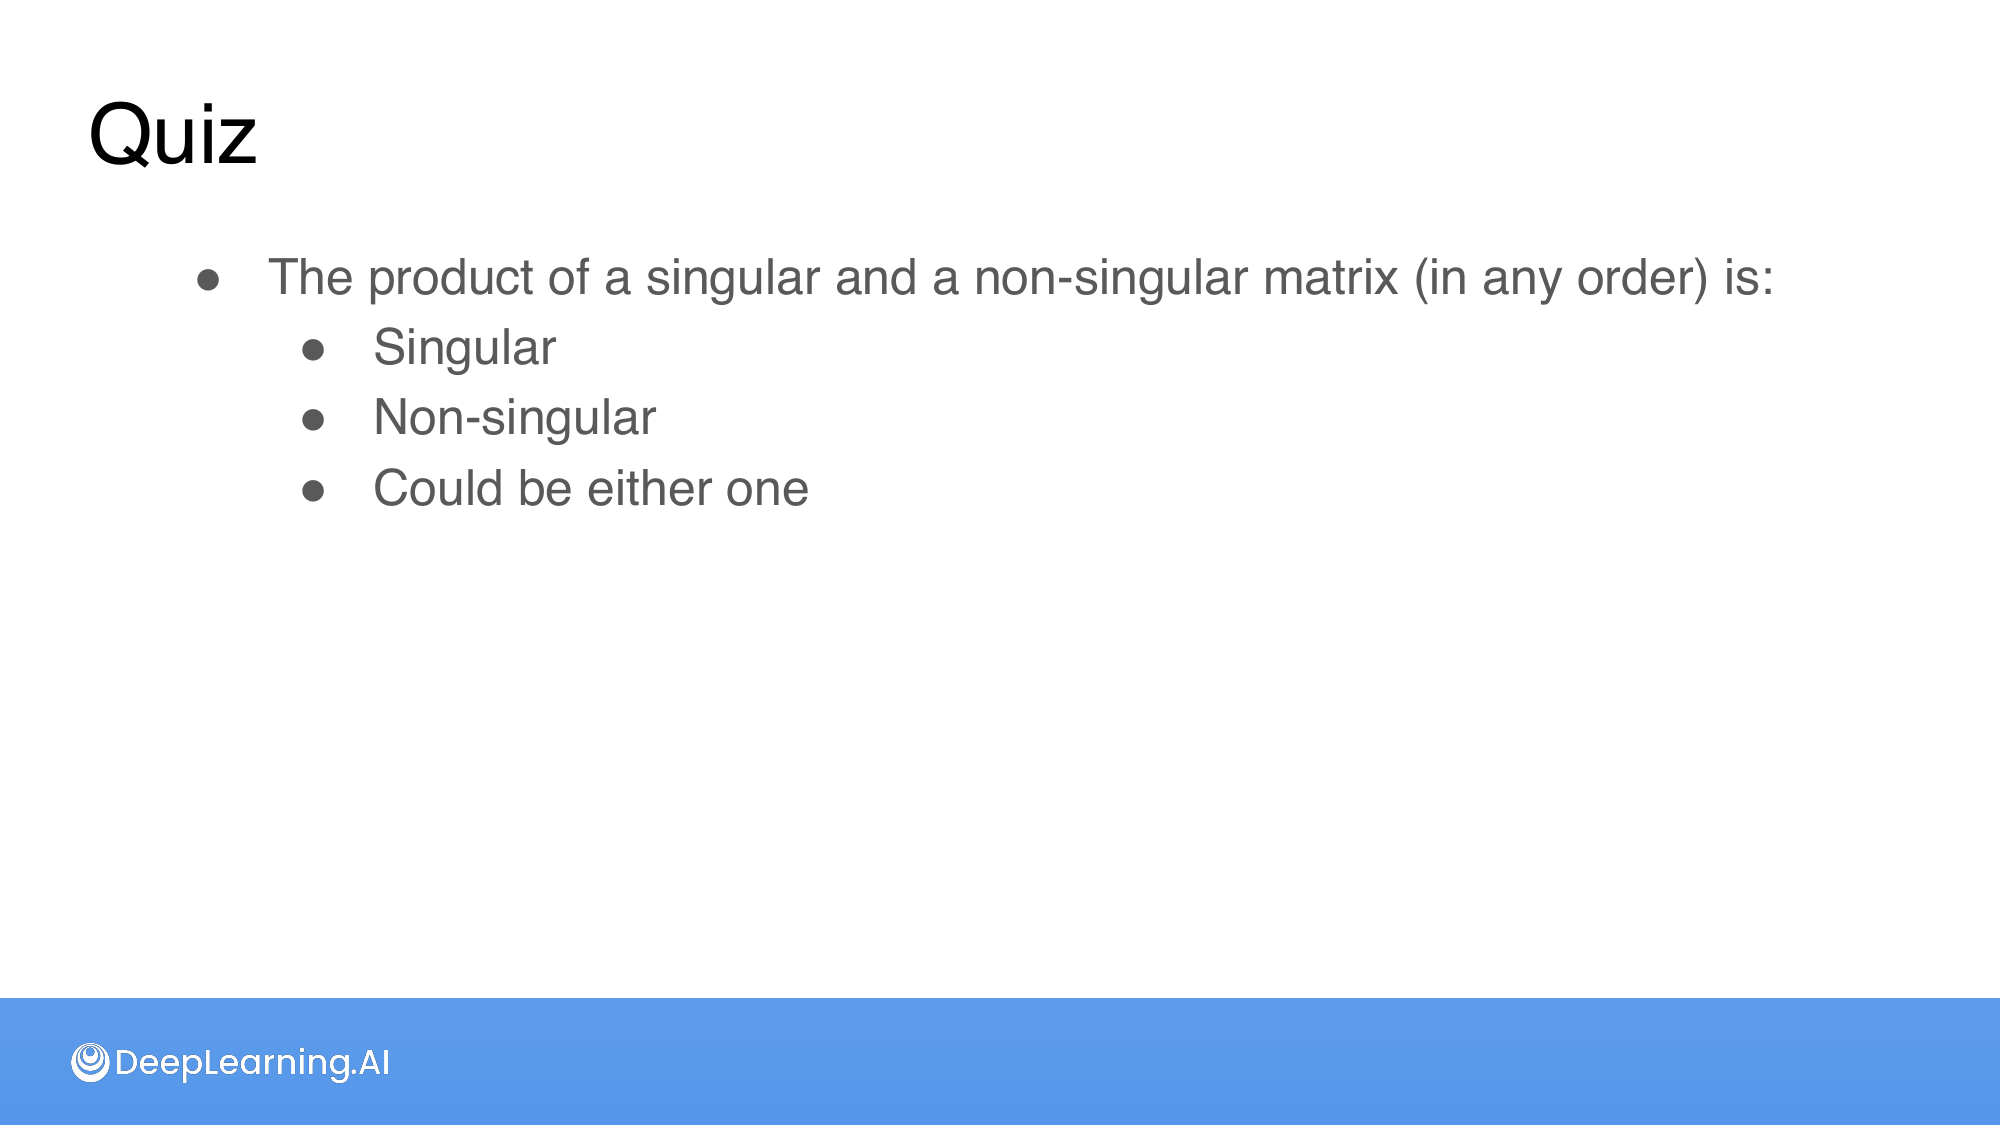 Quiz
● The product of a singular and a non-singular matrix (in any order) is:
● Singular
● Non-singular
● Could be either one
DeepLearning.AI